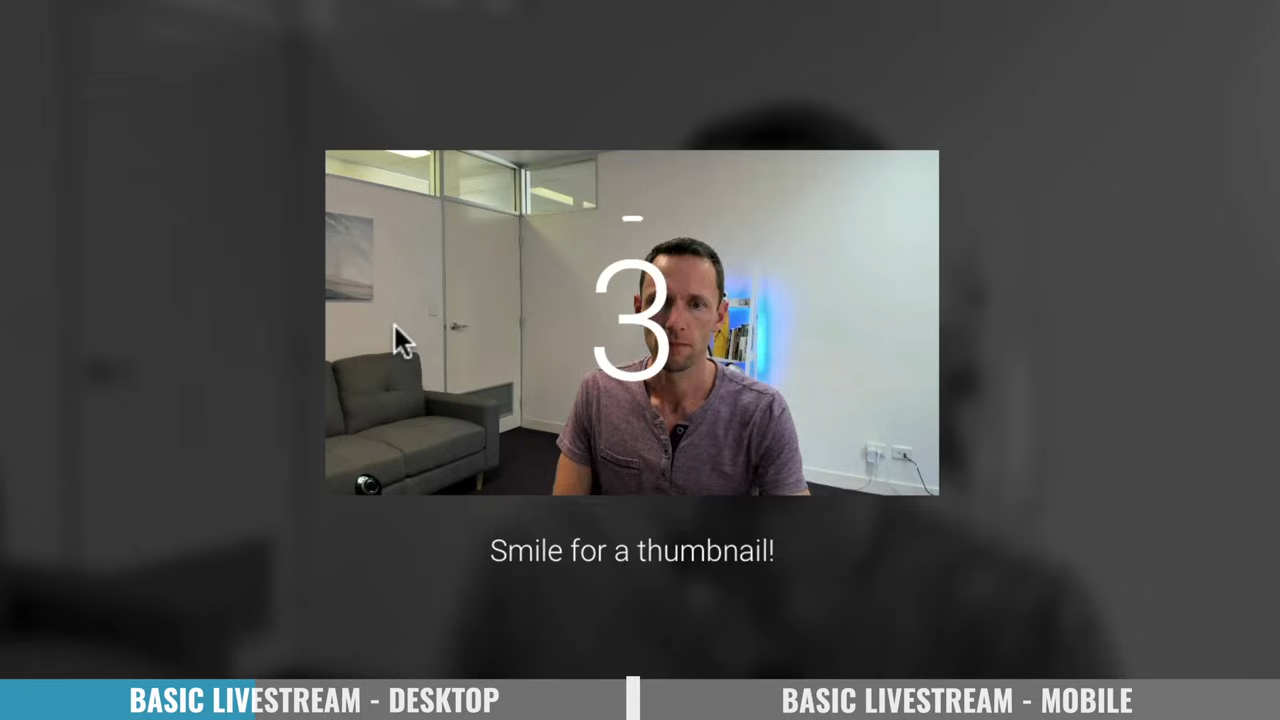 3
Smile for a thumbnail!
BASIC LIVESTREAM - DESKTOP
BASIC LIVESTREAM - MOBILE